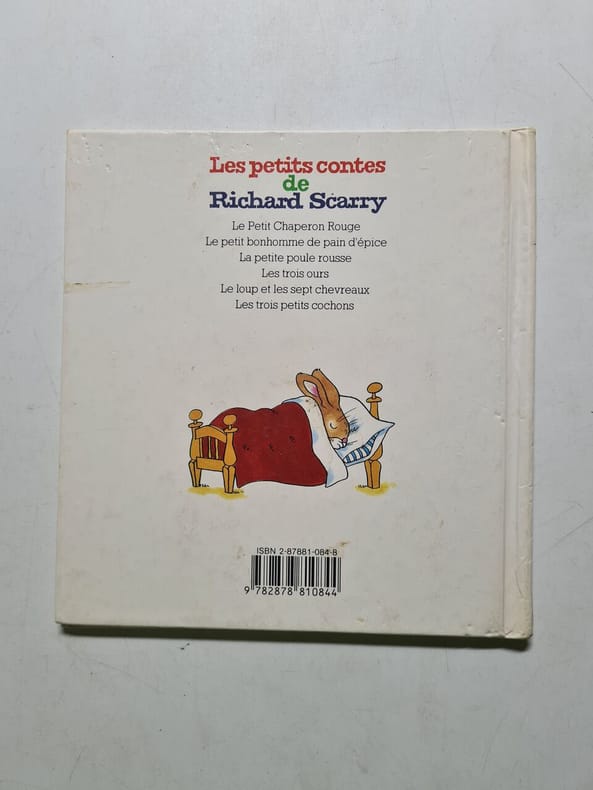 Les petits contes
de
Richard Scarry
Le Petit Chaperon Rouge
Le petit bonhomme de pain d'épice
La petite poule rousse
Les trois ours
Le loup et les sept chevreaux
Les trois petits cochons
ISBN 2-87881-084-8
9 782878 810844